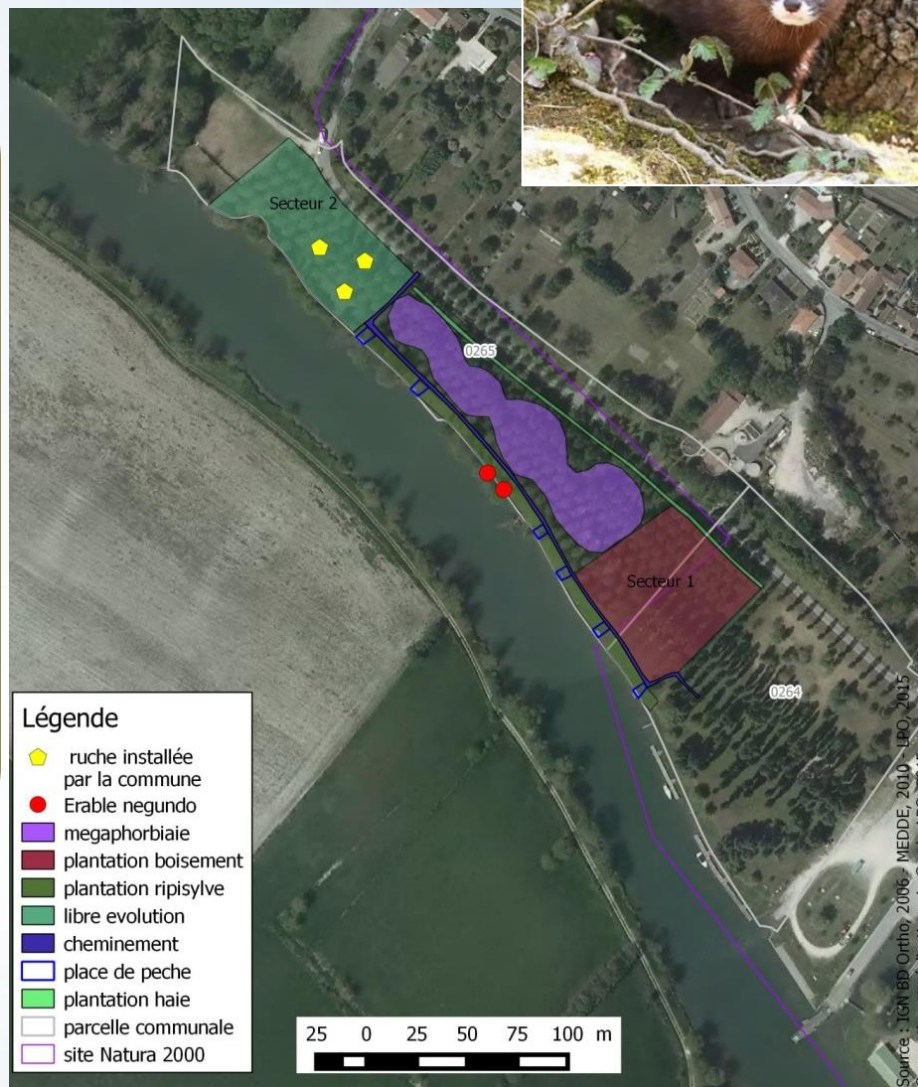 Secteur 2
0265
Secteur 1
0264
Légende
ruche installée
par la commune
Erable negundo
megaphorbiaie
plantation boisement
plantation ripisylve
libre evolution
cheminement
place de peche
plantation haie
parcelle communale
site Natura 2000
25 0 25 50 75 100 m
Source : IGN BD Ortho, 2006 - MEDDE, 2010 - LPO, 2015